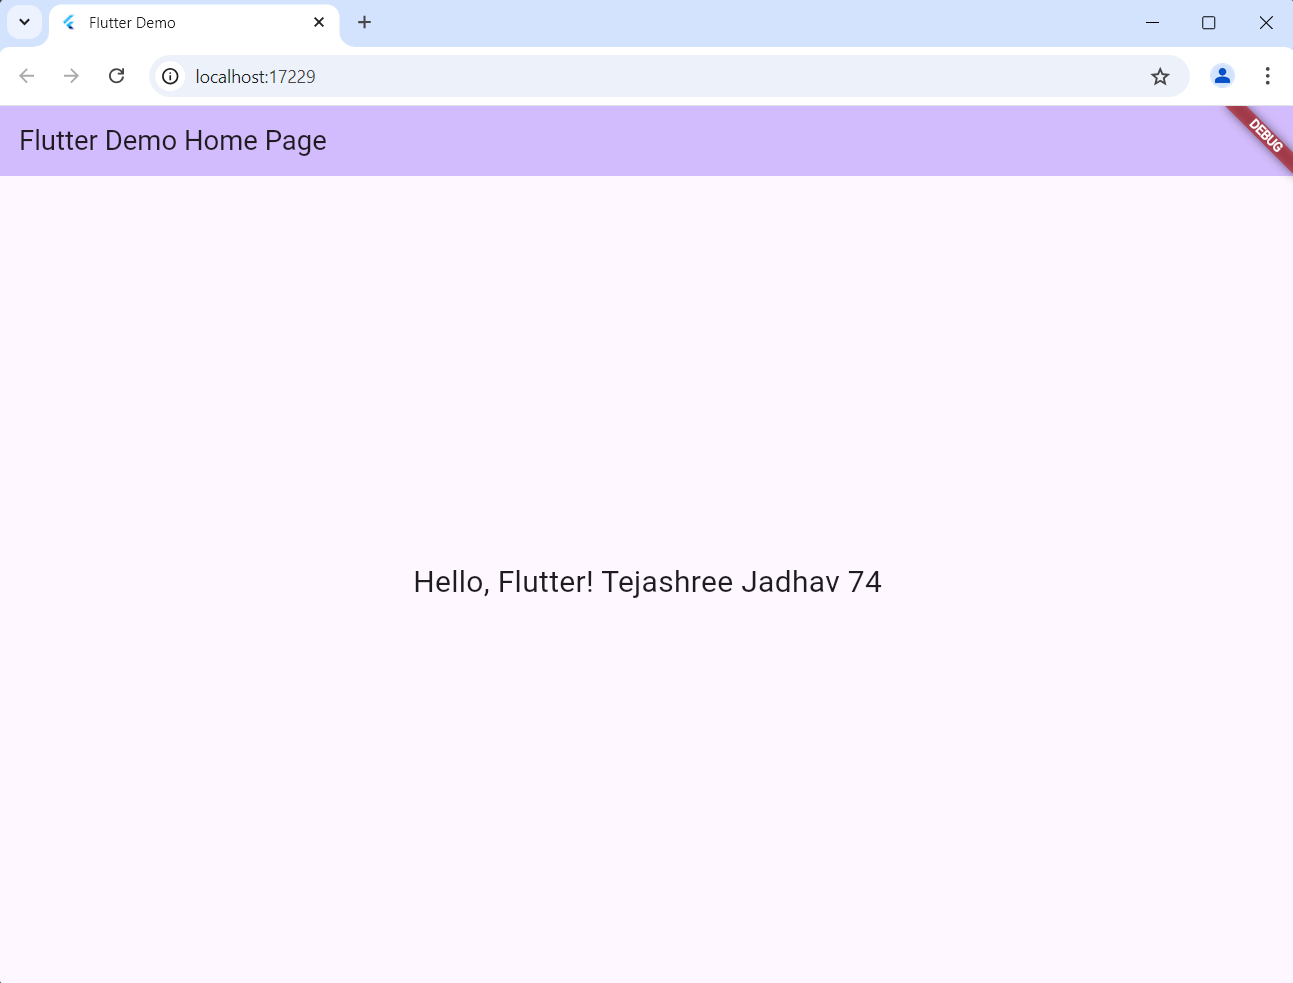 Flutter Demo
localhost:17229
Flutter Demo Home Page
DEBUG
Hello, Flutter! Tejashree Jadhav 74